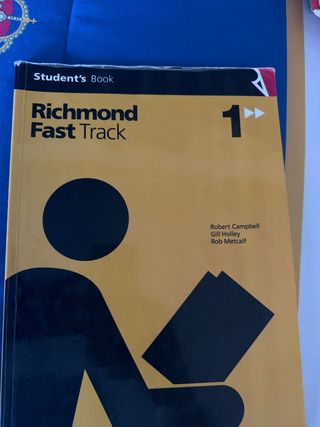 Student's Book
Richmond
Fast Track
1
Robert Campbell
Gill Holley
Rob Metcalf